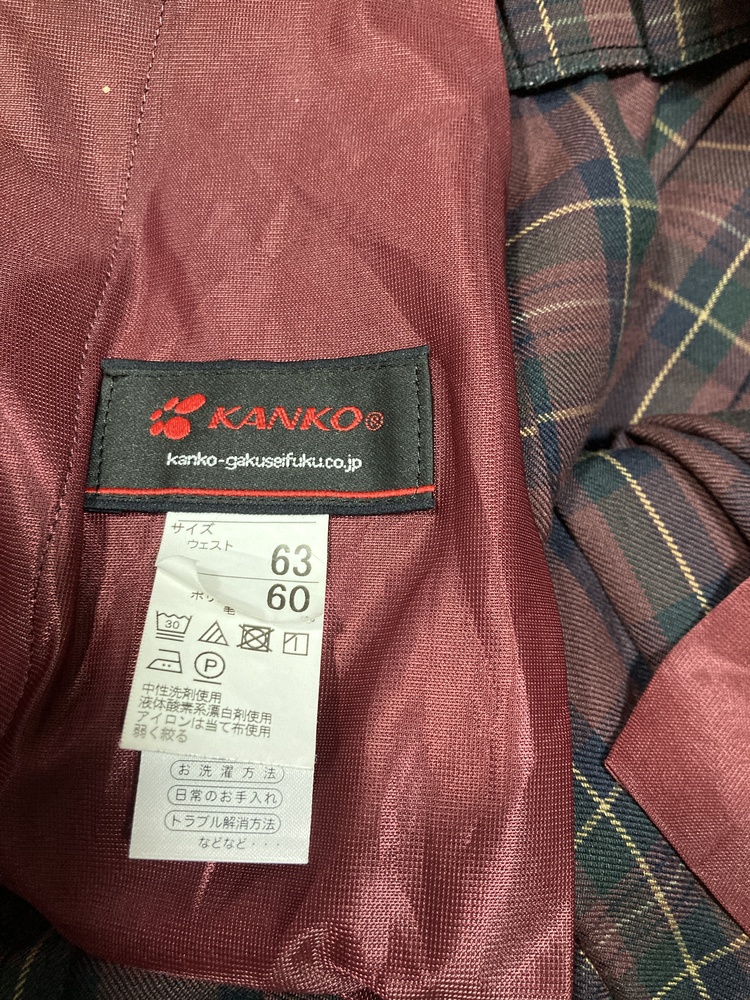 KANKO®
kanko-gakuseifuku.co.jp
サイズ
ウェスト 63
60
毛
30
P
中性洗剤使用
液体酸素系漂白剤使用
アイロンは当て布使用
弱く絞る
お洗濯方法
日常のお手入れ
トラブル解消方法
などなど・・・